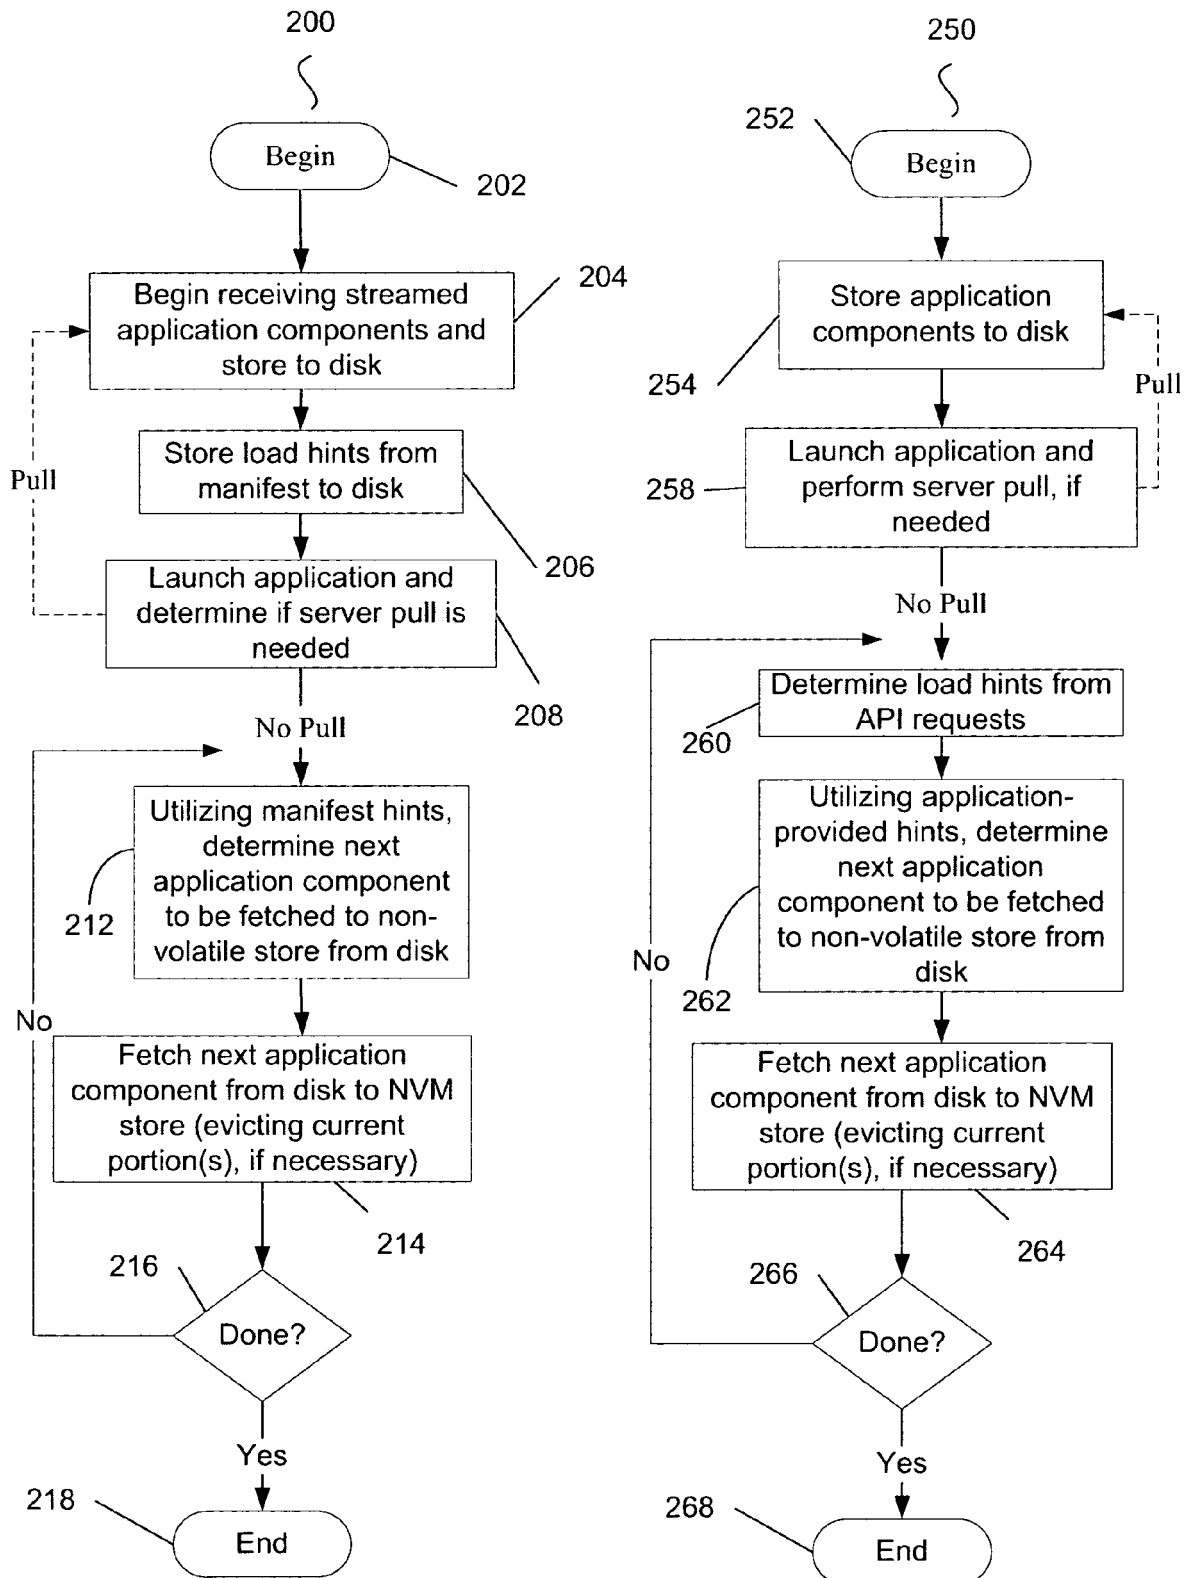 200
Begin
202
Begin receiving streamed
application components and
store to disk
204
Store load hints from
manifest to disk
206
Pull
Launch application and
determine if server pull is
needed
208
No Pull
Utilizing manifest hints,
determine next
application component
to be fetched to non-
volatile store from disk
212
No
Fetch next application
component from disk to NVM
store (evicting current
portion(s), if necessary)
214
216
Done?
Yes
218
End
250
252
Begin
Store application
components to disk
254
Pull
Launch application and
perform server pull, if
needed
258
No Pull
Determine load hints from
API requests
260
Utilizing application-
provided hints, determine
next application
component to be fetched
to non-volatile store from
disk
262
No
Fetch next application
component from disk to NVM
store (evicting current
portion(s), if necessary)
264
266
Done?
Yes
268
End